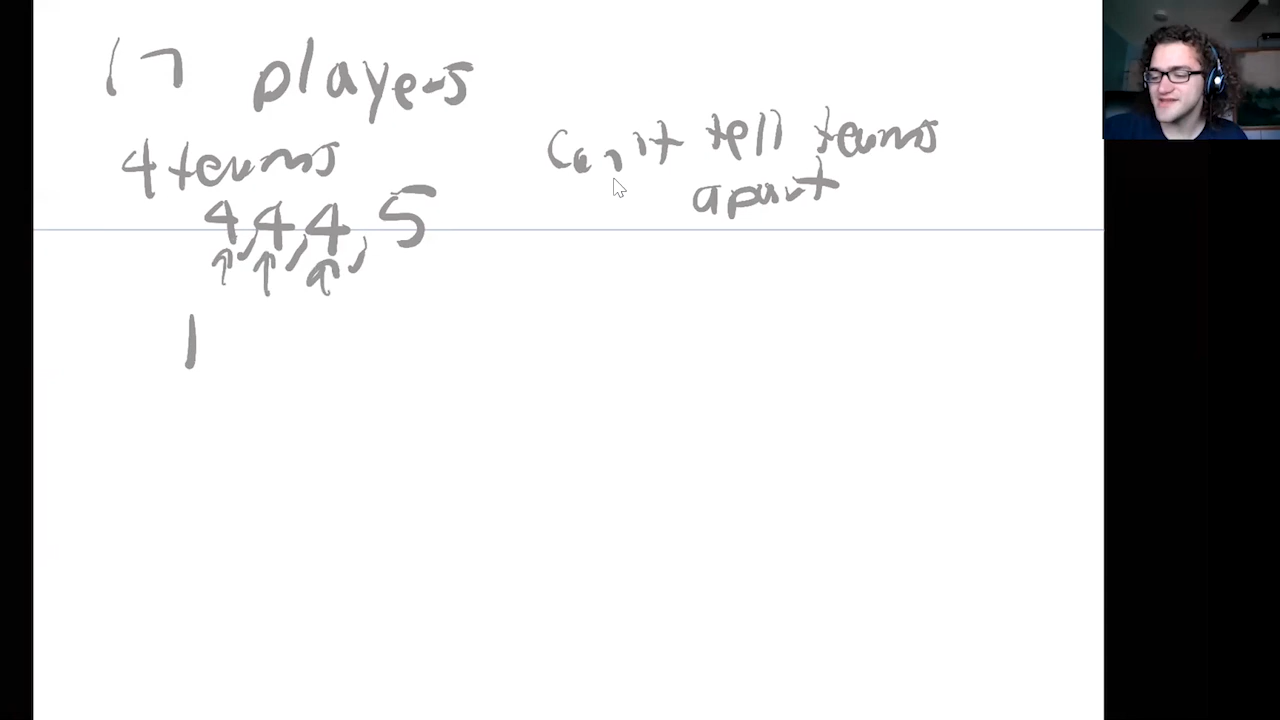 17 players
4 teams
can't tell teams
apart
4, 4, 4, 5
↑ ↑ ↑
1